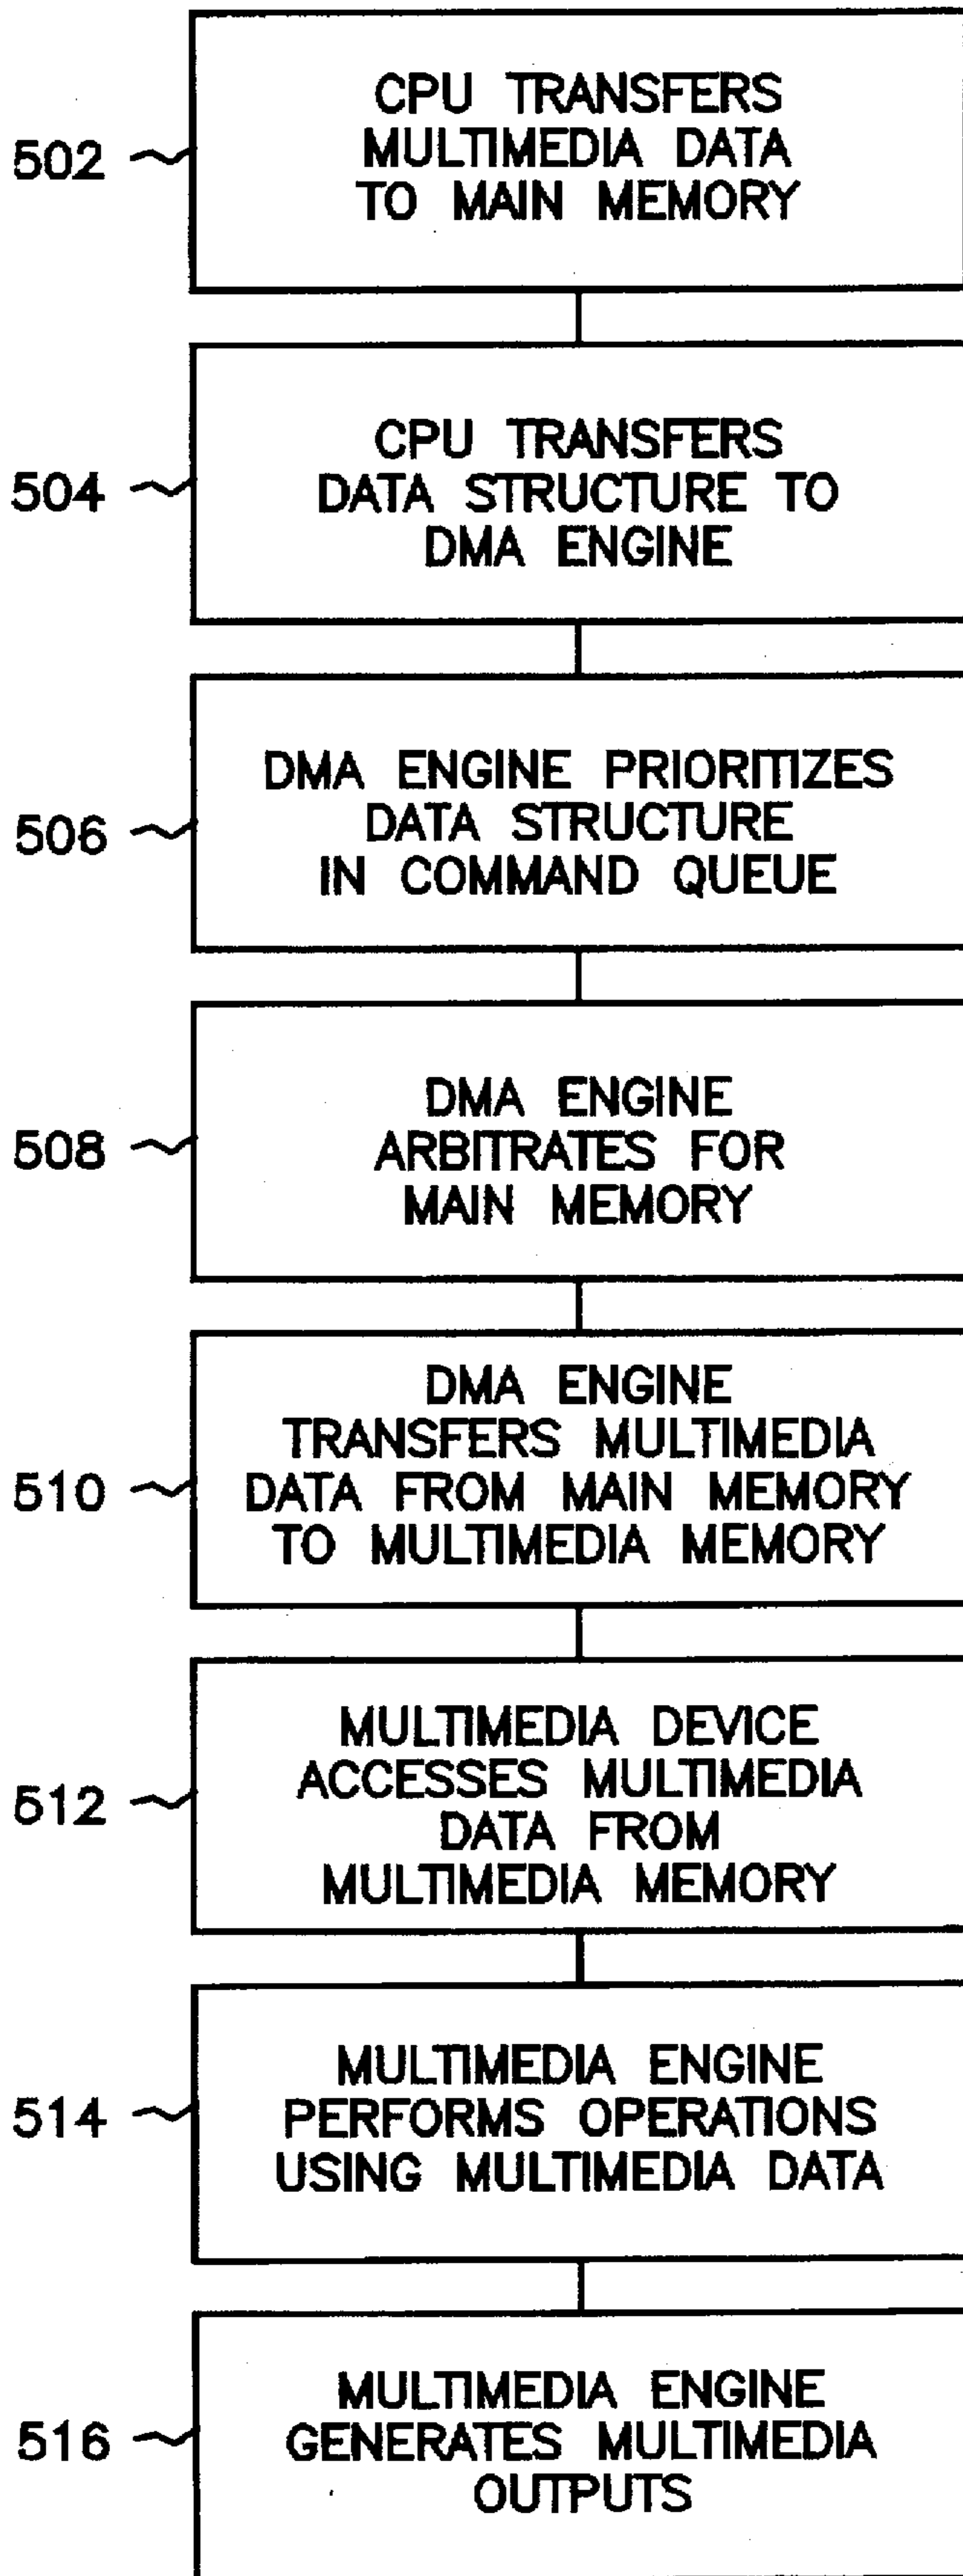 CPU TRANSFERS
MULTIMEDIA DATA
TO MAIN MEMORY
502
CPU TRANSFERS
DATA STRUCTURE TO
DMA ENGINE
504
DMA ENGINE PRIORITIZES
DATA STRUCTURE
IN COMMAND QUEUE
506
DMA ENGINE
ARBITRATES FOR
MAIN MEMORY
508
DMA ENGINE
TRANSFERS MULTIMEDIA
DATA FROM MAIN MEMORY
TO MULTIMEDIA MEMORY
510
MULTIMEDIA DEVICE
ACCESSES MULTIMEDIA
DATA FROM
MULTIMEDIA MEMORY
512
MULTIMEDIA ENGINE
PERFORMS OPERATIONS
USING MULTIMEDIA DATA
514
MULTIMEDIA ENGINE
GENERATES MULTIMEDIA
OUTPUTS
516